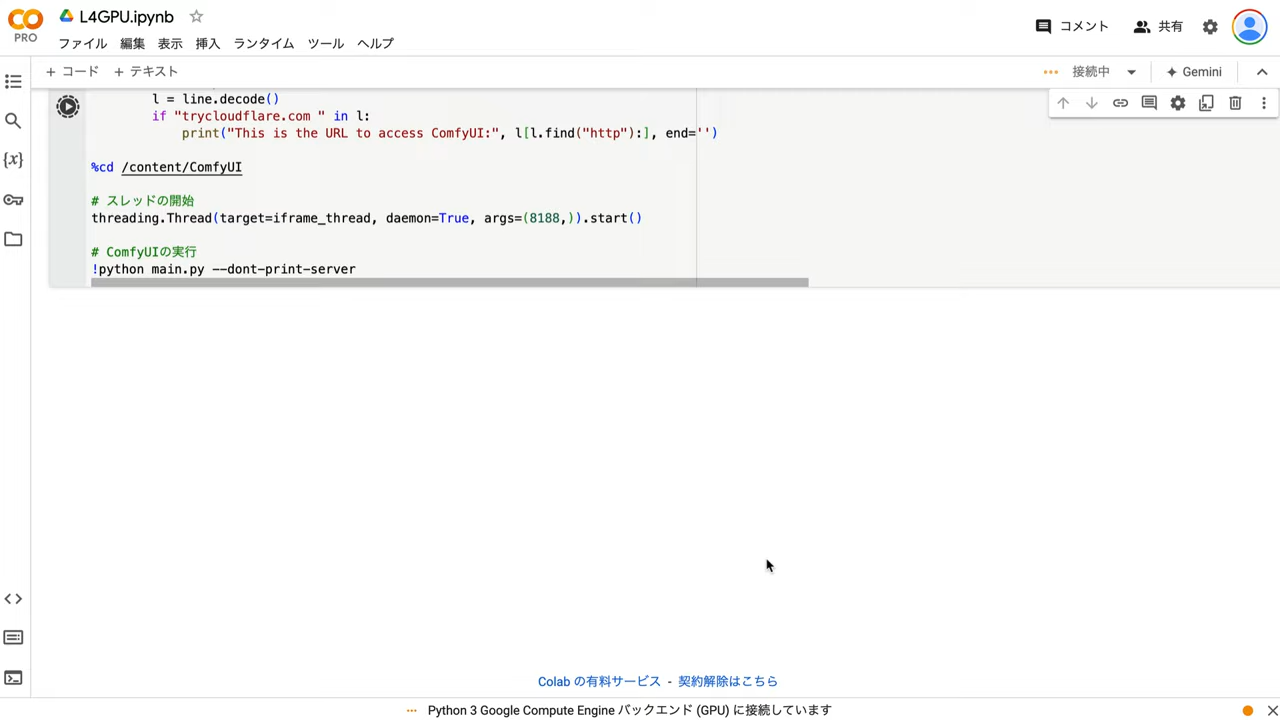 L4GPU.ipynb
PRO
ファイル 編集 表示 挿入 ランタイム ツール ヘルプ
コメント
共有
+ コード + テキスト
接続中
Gemini
l = line.decode()
if "trycloudflare.com " in l:
print("This is the URL to access ComfyUI:", l[l.find("http"):], end='')
%cd /content/ComfyUI
# スレッドの開始
threading.Thread(target=iframe_thread, daemon=True, args=(8188,)).start()
# ComfyUIの実行
!python main.py --dont-print-server
Colab の有料サービス - 契約解除はこちら
Python 3 Google Compute Engine バックエンド (GPU) に接続しています